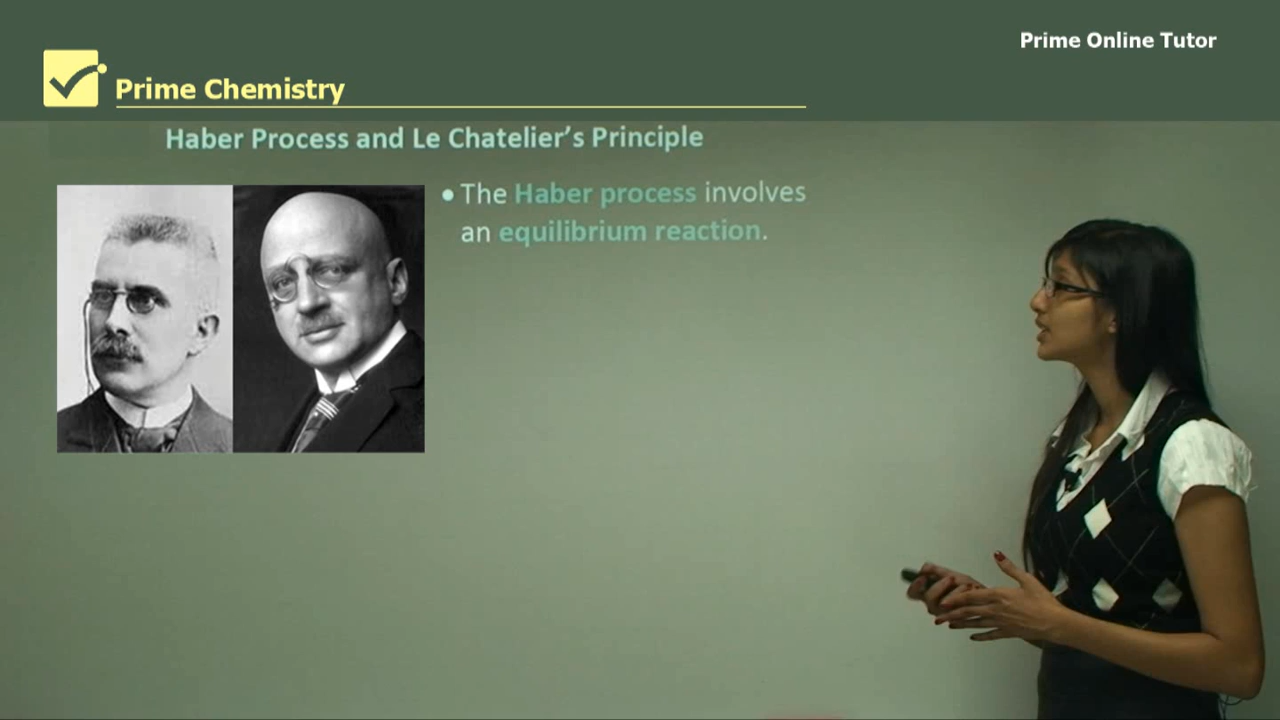 Prime Online Tutor
Prime Chemistry
Haber Process and Le Chatelier's Principle
• The Haber process involves
an equilibrium reaction.